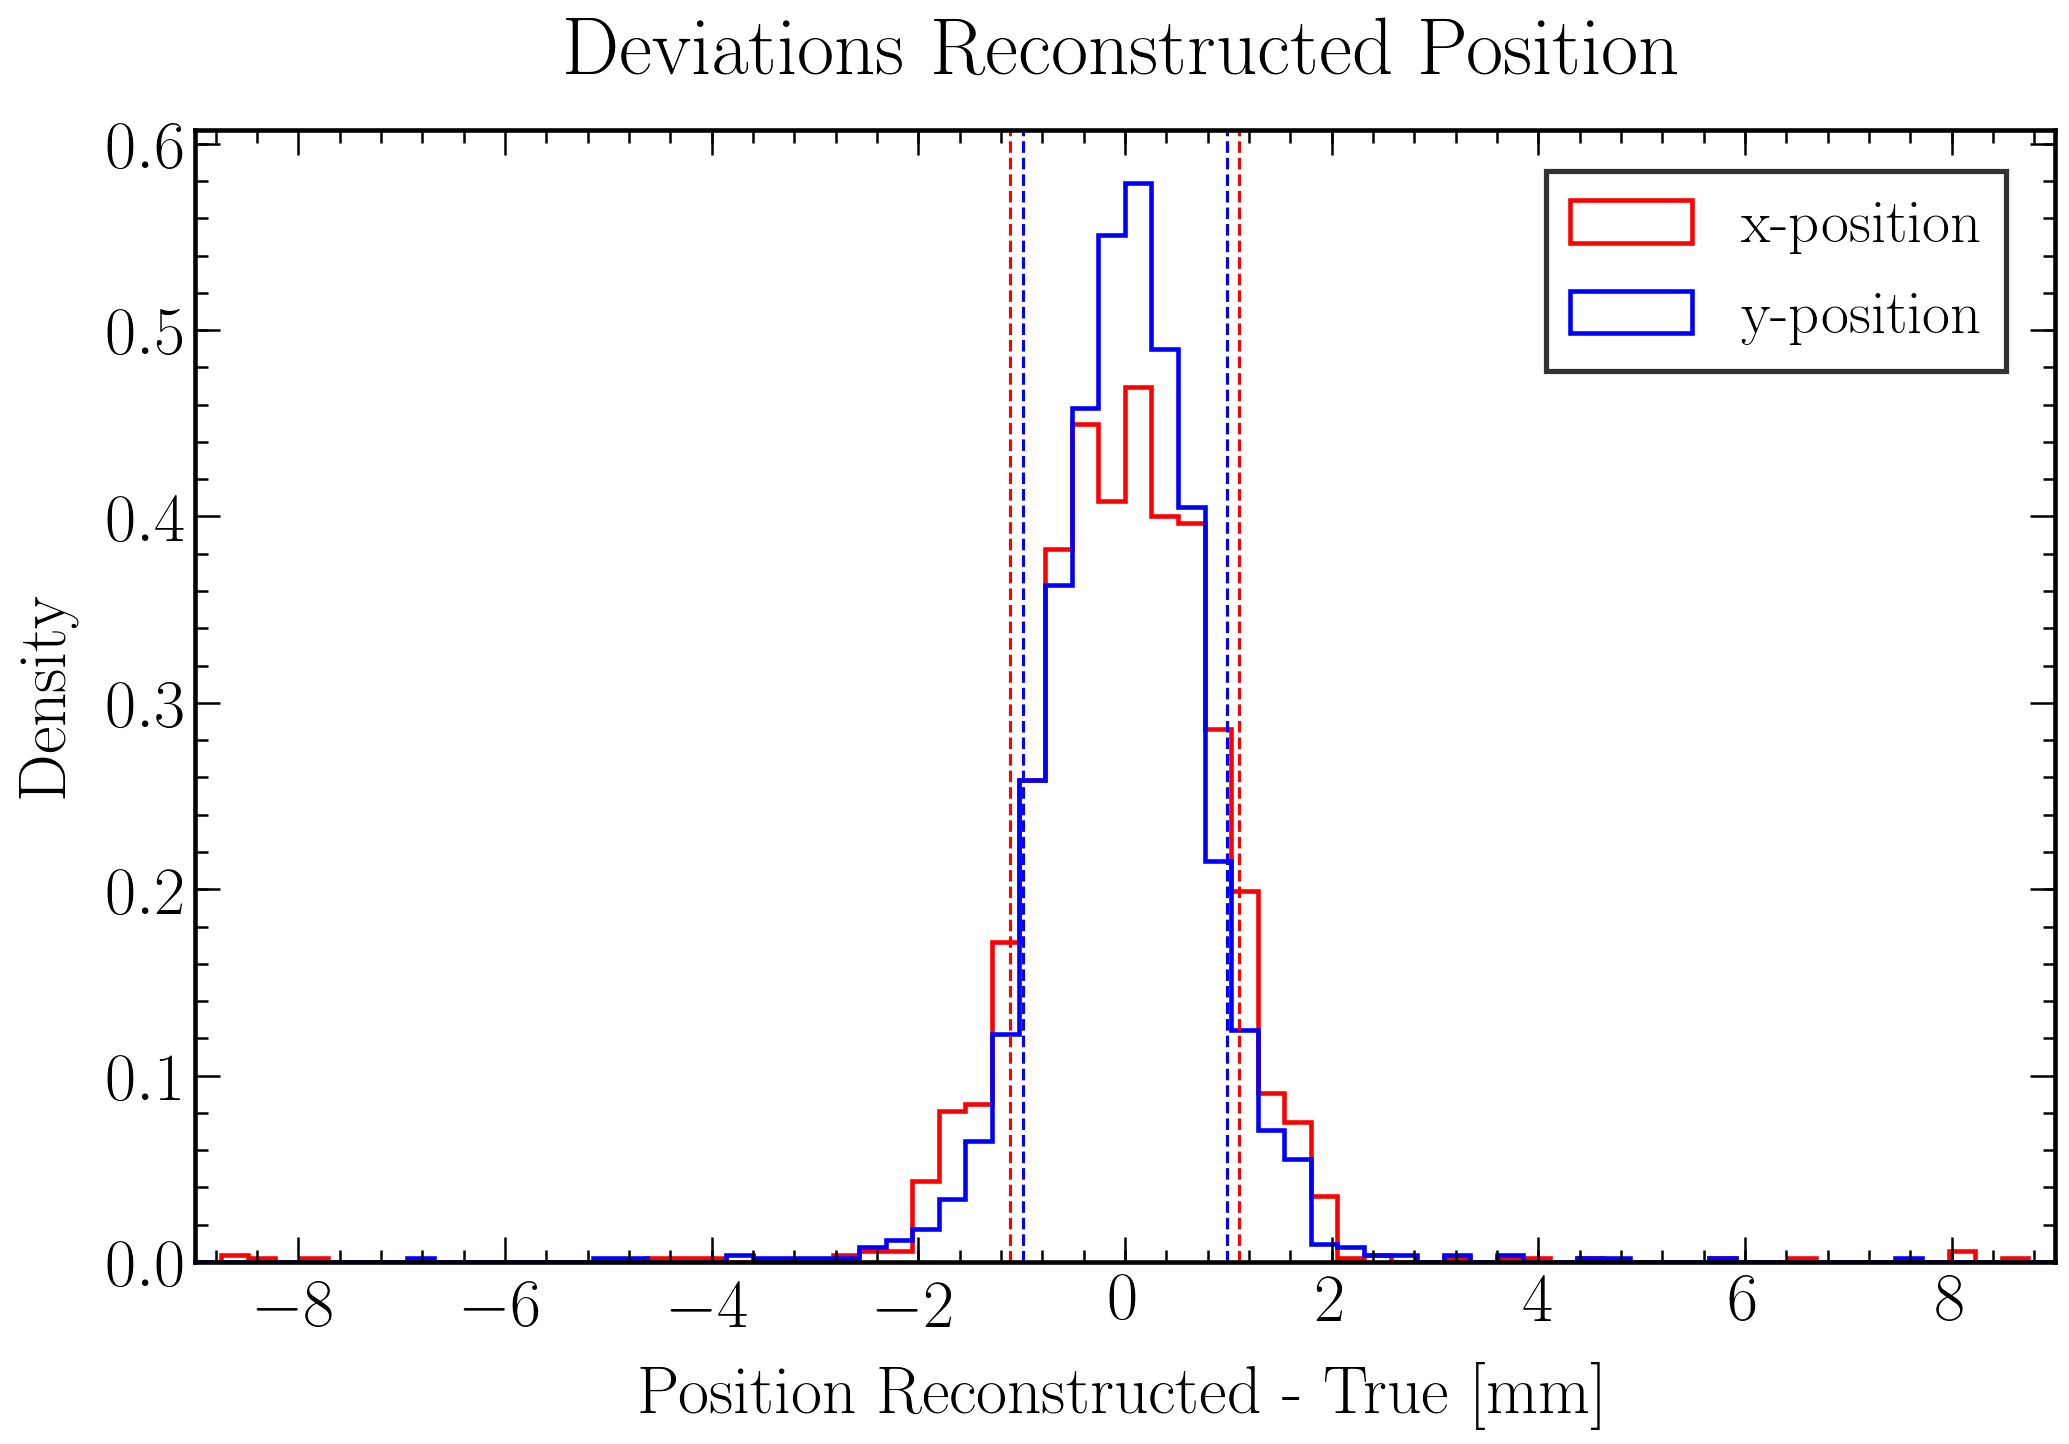 Deviations Reconstructed Position
0.6
0.5
0.4
0.3
0.2
0.1
0.0
Density
x-position
y-position
−8 −6 −4 −2 0 2 4 6 8
Position Reconstructed - True [mm]